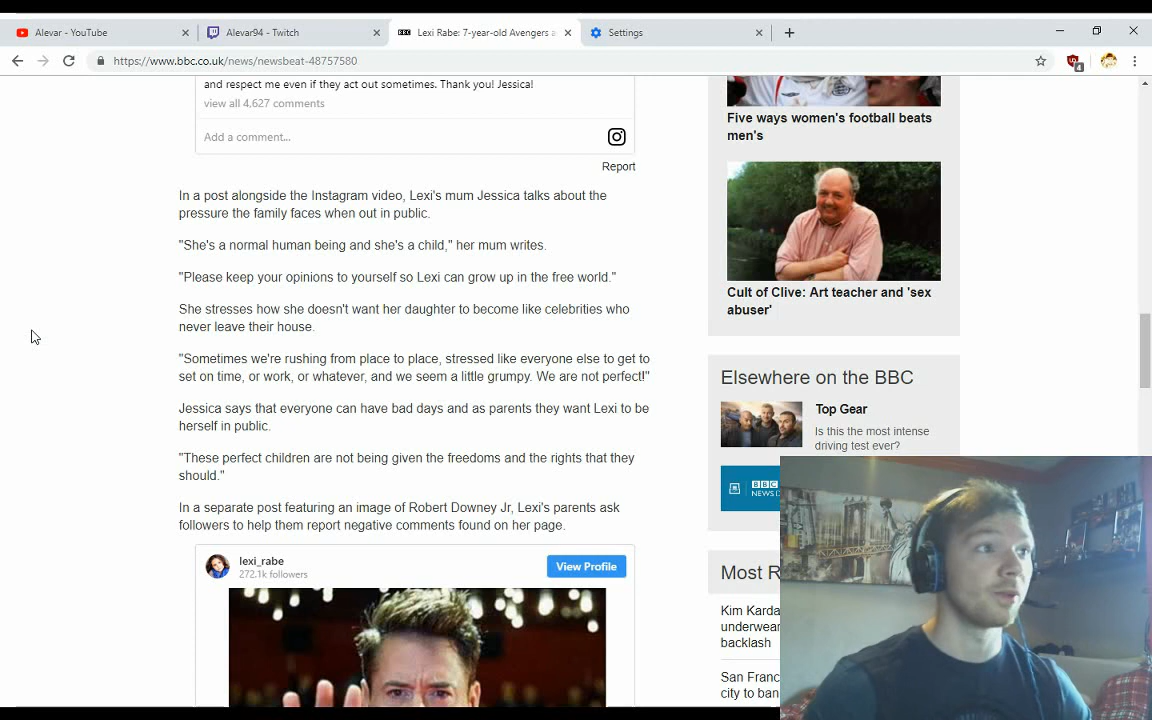 Alevar - YouTube
Alevar94 - Twitch
Lexi Rabe: 7-year-old Avengers a
Settings
https://www.bbc.co.uk/news/newsbeat-48757580
4
and respect me even if they act out sometimes. Thank you! Jessica!
view all 4,627 comments
Add a comment...
Report
In a post alongside the Instagram video, Lexi's mum Jessica talks about the
pressure the family faces when out in public.
"She's a normal human being and she's a child," her mum writes.
"Please keep your opinions to yourself so Lexi can grow up in the free world."
She stresses how she doesn't want her daughter to become like celebrities who
never leave their house.
"Sometimes we're rushing from place to place, stressed like everyone else to get to
set on time, or work, or whatever, and we seem a little grumpy. We are not perfect!"
Jessica says that everyone can have bad days and as parents they want Lexi to be
herself in public.
"These perfect children are not being given the freedoms and the rights that they
should."
In a separate post featuring an image of Robert Downey Jr, Lexi's parents ask
followers to help them report negative comments found on her page.
lexi_rabe
272.1k followers
View Profile
Five ways women's football beats
men's
Cult of Clive: Art teacher and 'sex
abuser'
Elsewhere on the BBC
Top Gear
Is this the most intense
driving test ever?
BBC
NEWS
Most R
Kim Karda
underwea
backlash
San Franc
city to ban